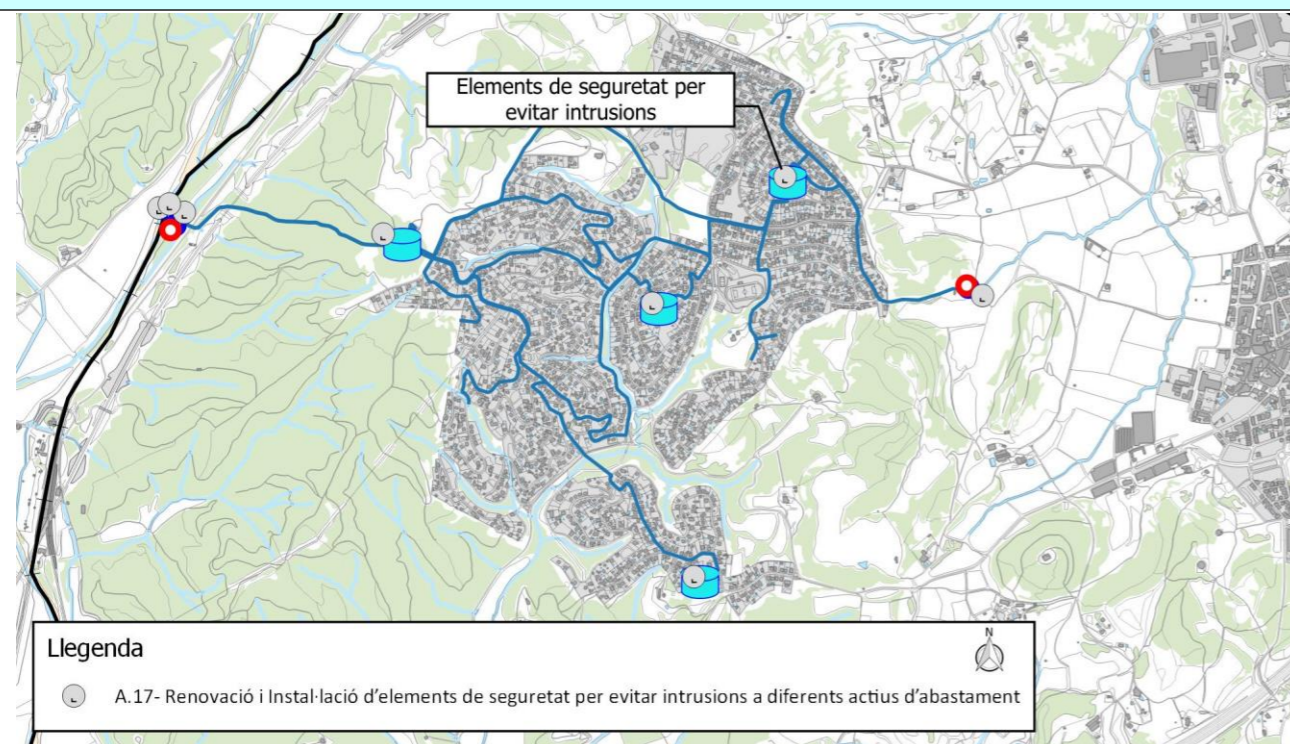 Elements de seguretat per
evitar intrusions
Llegenda
N
A.17- Renovació i Instal·lació d'elements de seguretat per evitar intrusions a diferents actius d'abastament